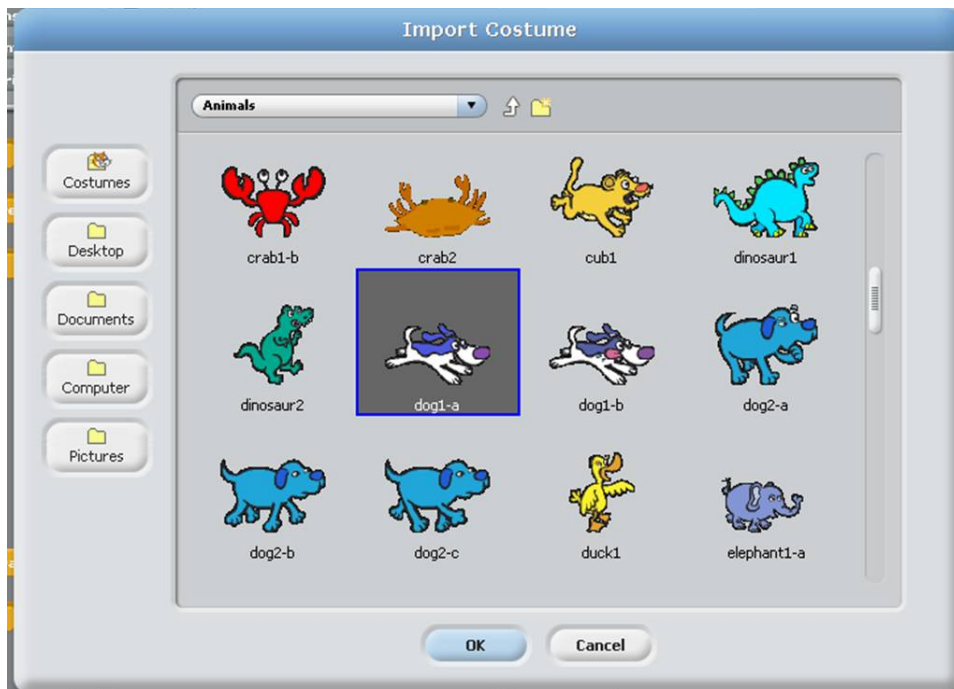 Import Costume
Animals
Costumes
Desktop
Documents
Computer
Pictures
crab1-b
crab2
cub1
dinosaur1
dinosaur2
dog1-a
dog1-b
dog2-a
dog2-b
dog2-c
duck1
elephant1-a
OK
Cancel